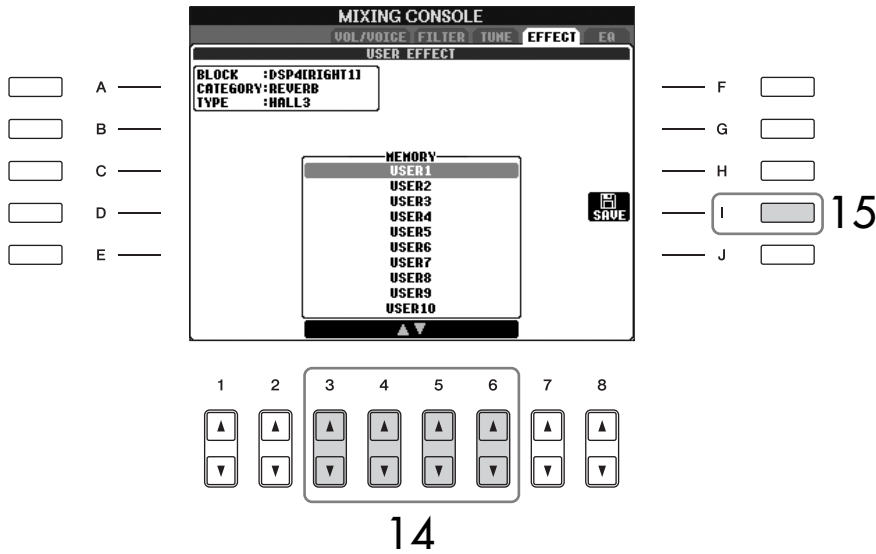 MIXING CONSOLE
VOL/VOICE FILTER TUNE EFFECT EQ
USER EFFECT
BLOCK :DSP4[RIGHT1]
CATEGORY:REVERB
TYPE :HALL3
A
B
C
D
E
MEMORY
USER1
USER2
USER3
USER4
USER5
USER6
USER7
USER8
USER9
USER10
SAVE
F
G
H
I
J
15
1 2 3 4 5 6 7 8
14